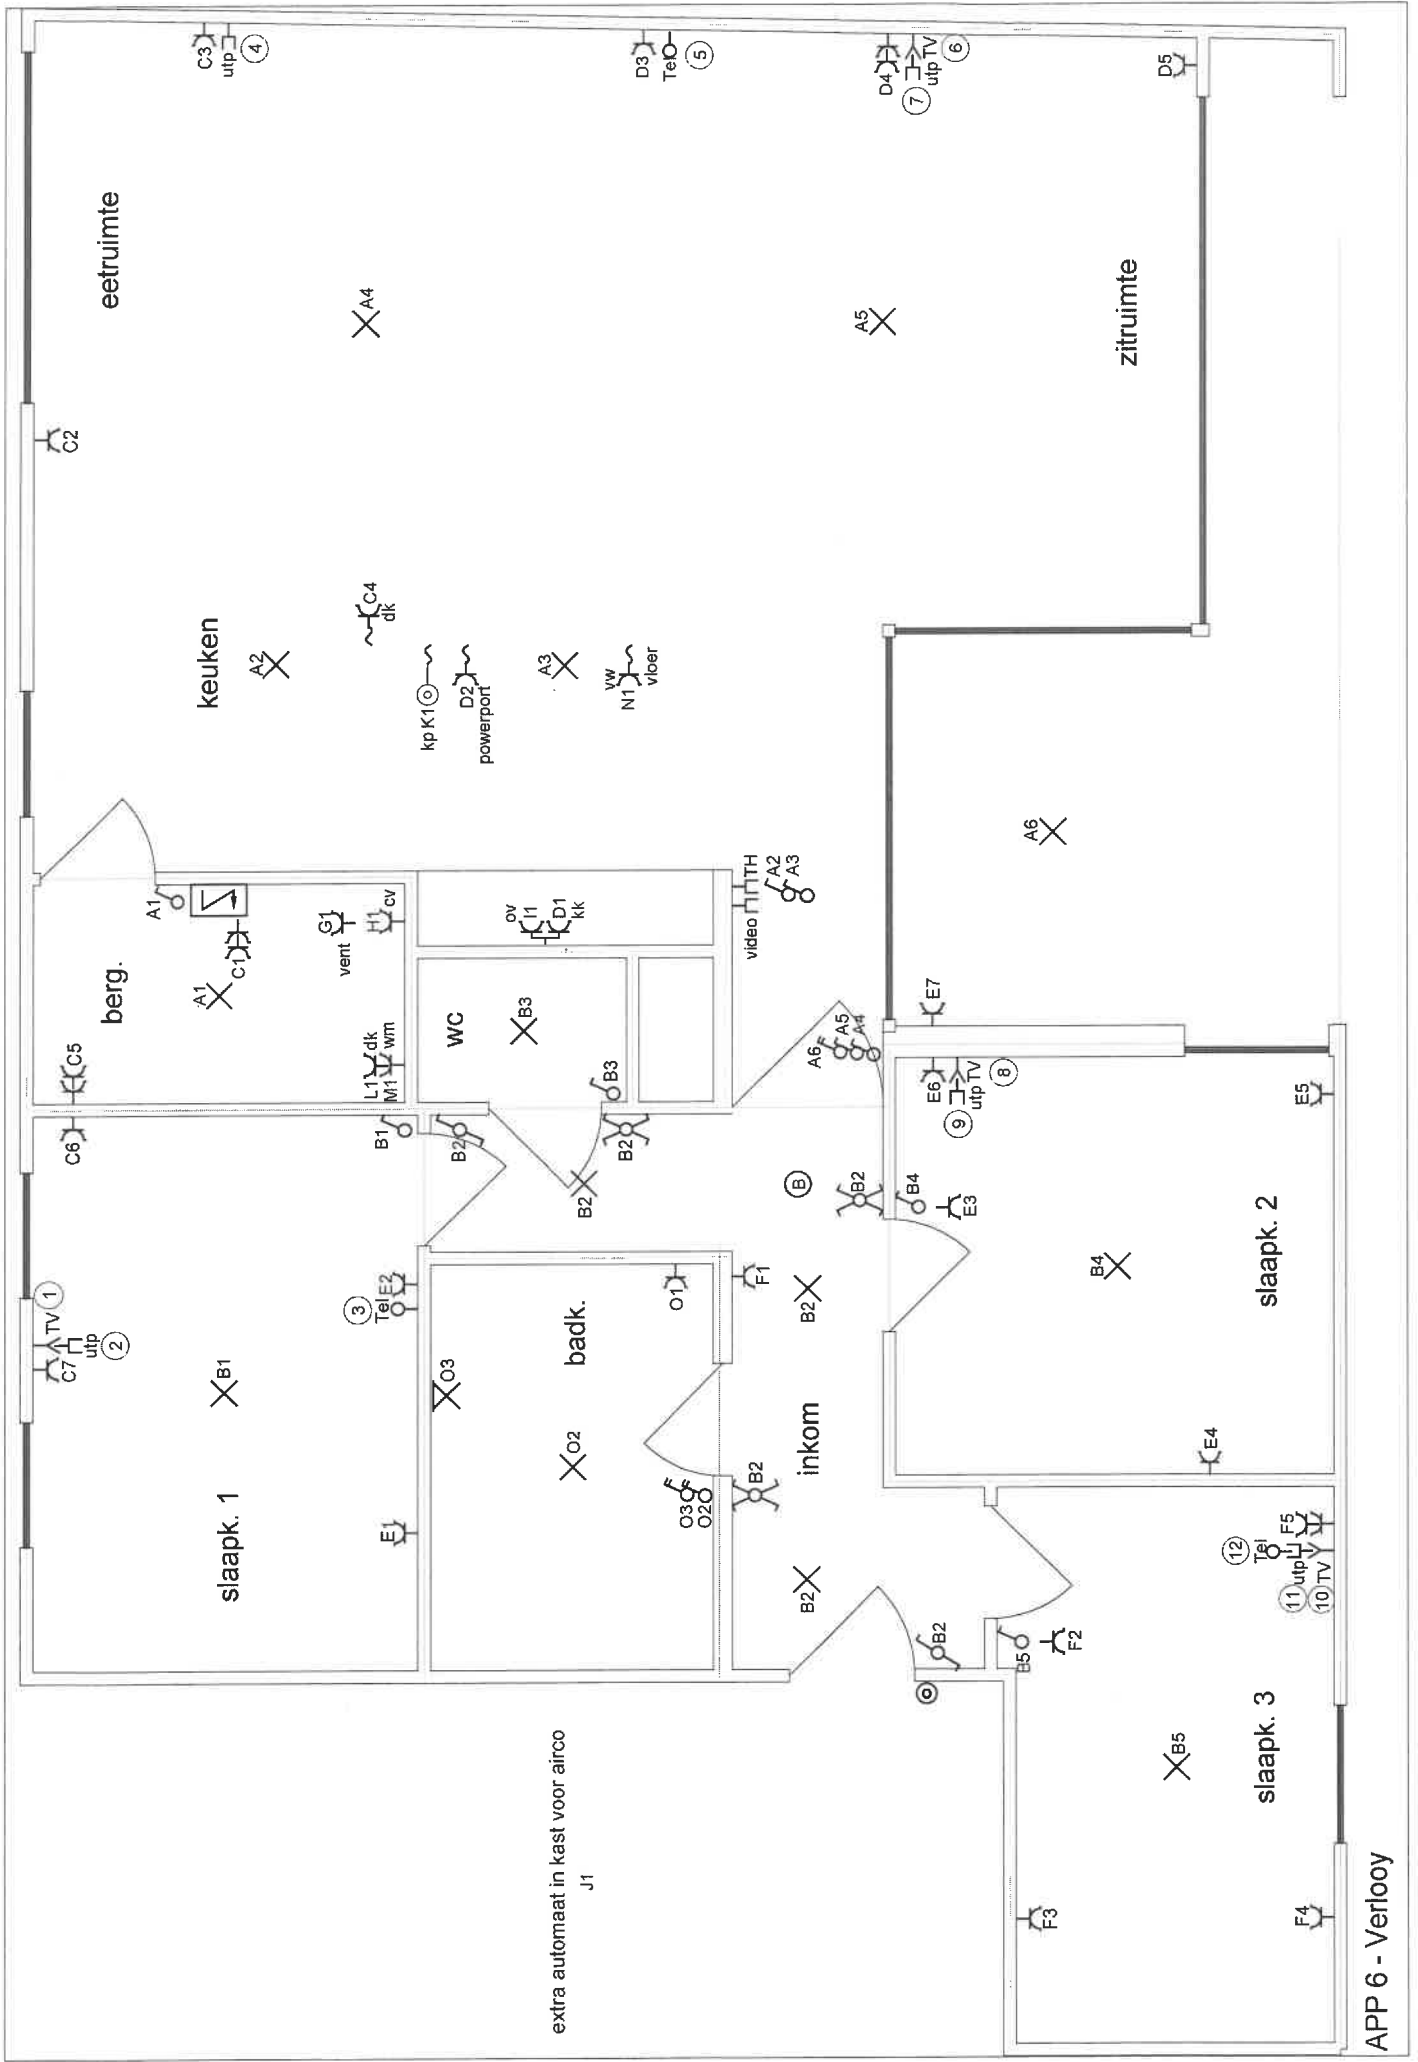 extra automaat in kast voor airco
J1
slaapk. 1
C7
TV
1
utp
2
C6
B1
E1
3
Tel
E2
B1
B2
berg.
C5
A1
C1
A1
G1
vent
H1
cv
L1
dk
M1
wm
keuken
A2
C2
eetruimte
C3
utp
4
A4
C4
dk
kp K1
D2
powerport
A3
vw
N1
vloer
D3
Tel
5
wc
B3
B3
ov
I1
D1
kk
video
TH
A2
A3
B2
B2
badk.
O3
O2
O1
O3
O2
F1
B2
inkom
B2
B2
B
B2
B2
A6
A5
A4
A5
D4
7
utp
TV
6
D5
zitruimte
A6
E7
E6
9
utp
TV
8
B4
E3
B4
E5
E4
slaapk. 2
B5
F2
12
Tel
11
utp
10
TV
F5
B5
F3
F4
slaapk. 3
APP 6 - Verlooy